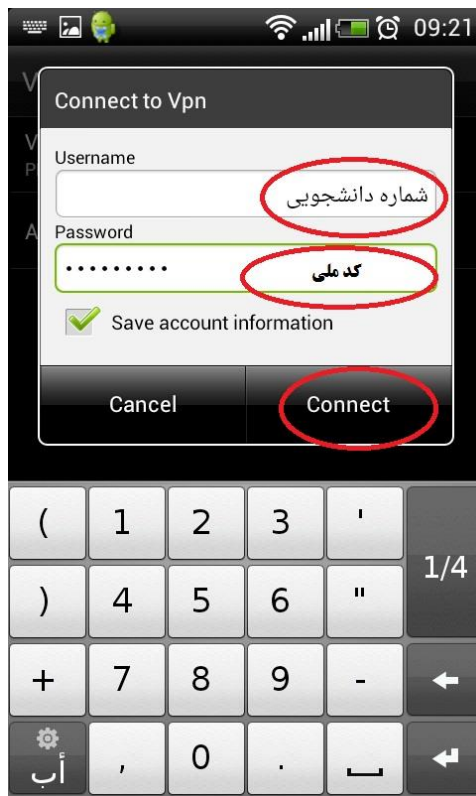 09:21
Connect to Vpn
Username
شماره دانشجویی
Password
کد ملی
Save account information
Cancel
Connect
( 1 2 3 '
1/4
) 4 5 6 "
+ 7 8 9 -
أب , 0 .